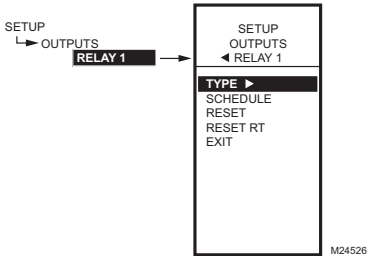 SETUP
OUTPUTS
RELAY 1
SETUP
OUTPUTS
◄ RELAY 1
TYPE ►
SCHEDULE
RESET
RESET RT
EXIT
M24526